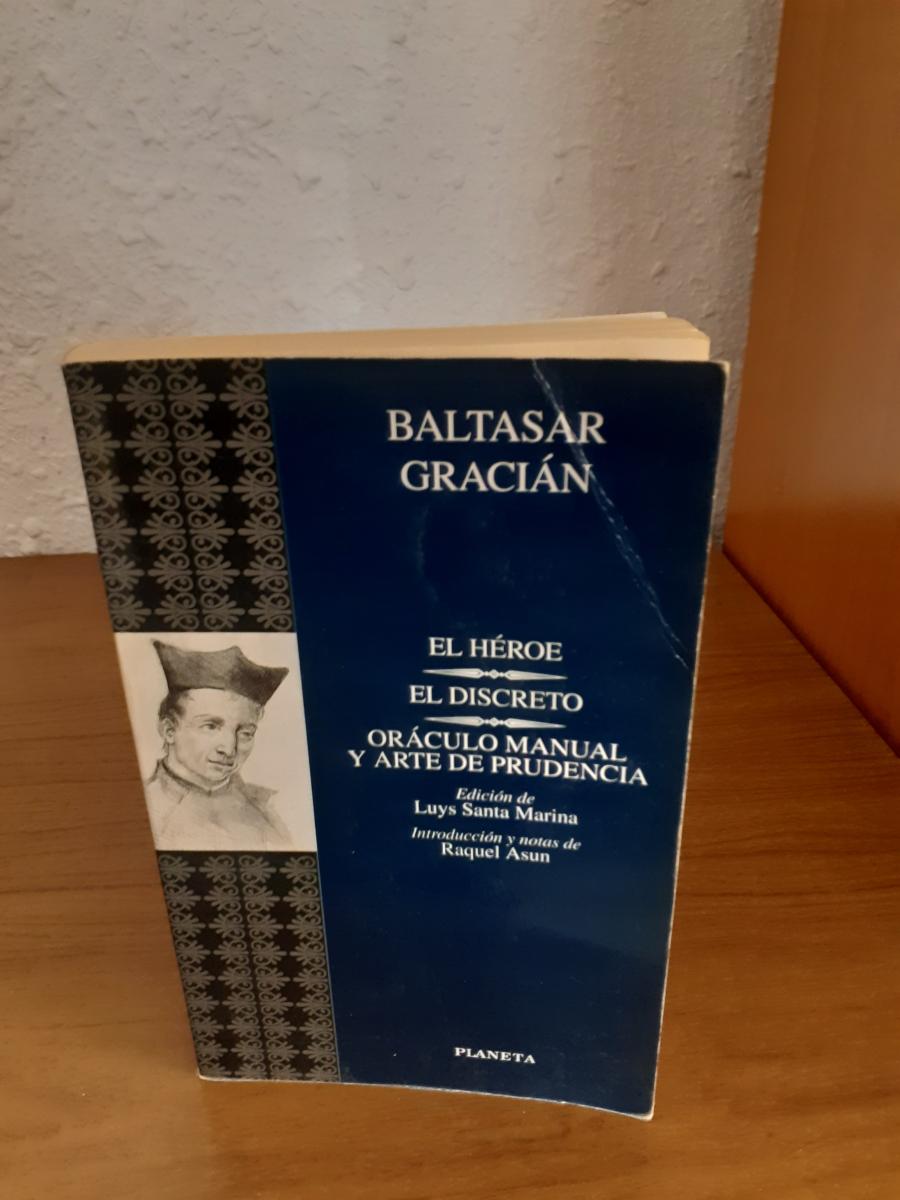 BALTASAR
GRACIÁN
EL HÉROE
EL DISCRETO
ORÁCULO MANUAL
Y ARTE DE PRUDENCIA
Edición de
Luys Santa Marina
Introducción y notas de
Raquel Asun
PLANETA